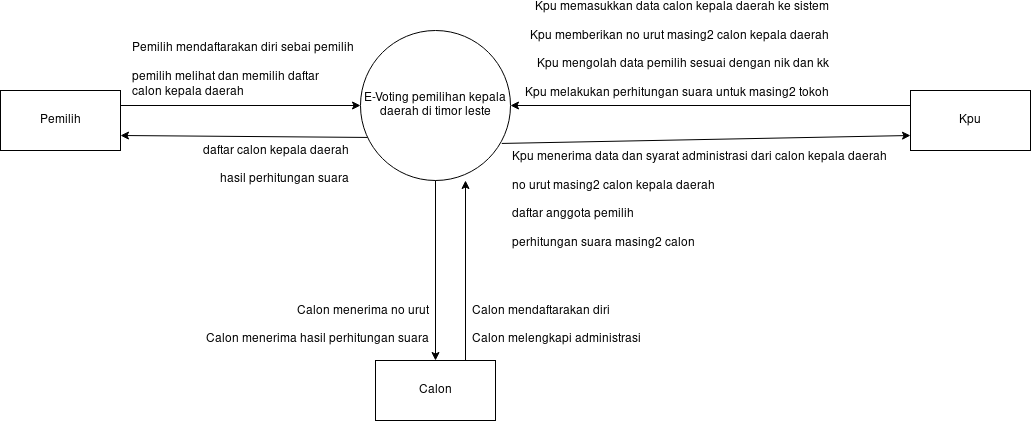 Kpu memasukkan data calon kepala daerah ke sistem
Kpu memberikan no urut masing2 calon kepala daerah
Kpu mengolah data pemilih sesuai dengan nik dan kk
Kpu melakukan perhitungan suara untuk masing2 tokoh
Pemilih mendaftarakan diri sebai pemilih
pemilih melihat dan memilih daftar
calon kepala daerah
E-Voting pemilihan kepala
daerah di timor leste
Pemilih
Kpu
daftar calon kepala daerah
hasil perhitungan suara
Kpu menerima data dan syarat administrasi dari calon kepala daerah
no urut masing2 calon kepala daerah
daftar anggota pemilih
perhitungan suara masing2 calon
Calon menerima no urut
Calon menerima hasil perhitungan suara
Calon mendaftarakan diri
Calon melengkapi administrasi
Calon